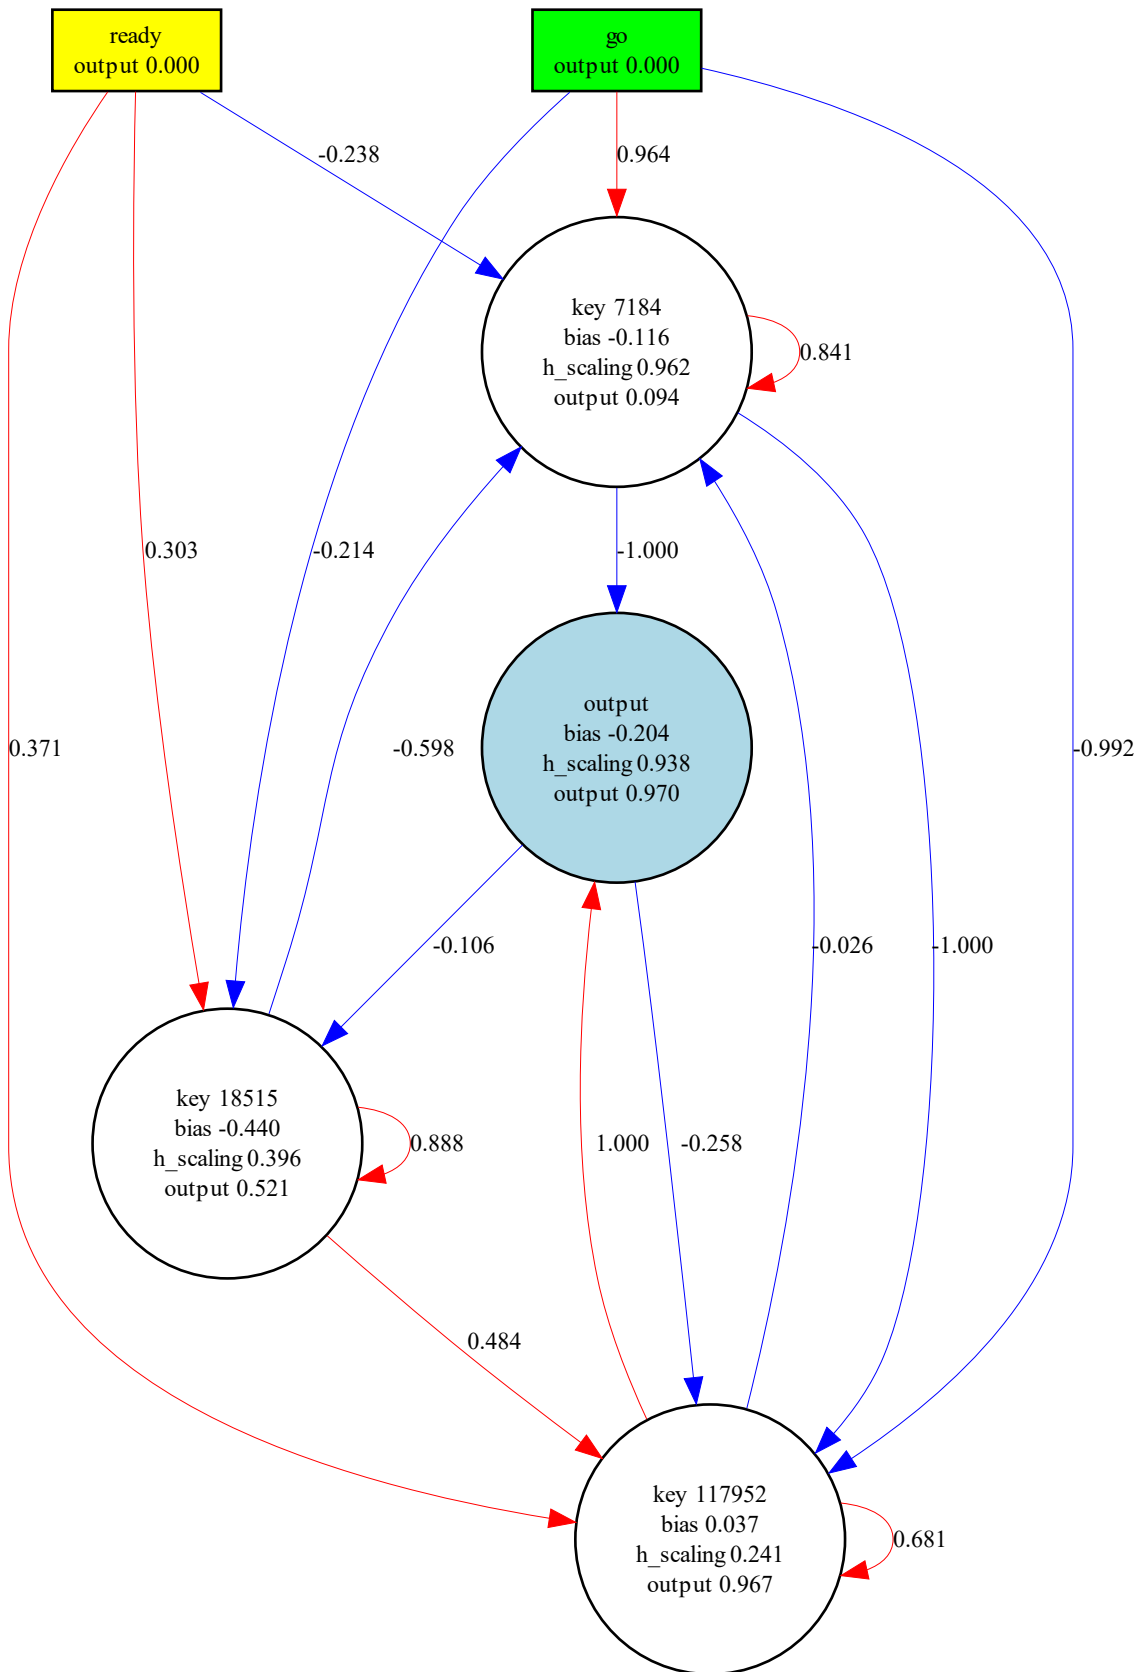 ready
output 0.000
go
output 0.000
-0.238
0.964
key 7184
bias -0.116
h_scaling 0.962
output 0.094
0.841
0.303
-0.214
-1.000
output
bias -0.204
h_scaling 0.938
output 0.970
0.371
-0.598
-0.992
-0.106
-0.026
-1.000
key 18515
bias -0.440
h_scaling 0.396
output 0.521
0.888
1.000
-0.258
0.484
key 117952
bias 0.037
h_scaling 0.241
output 0.967
0.681